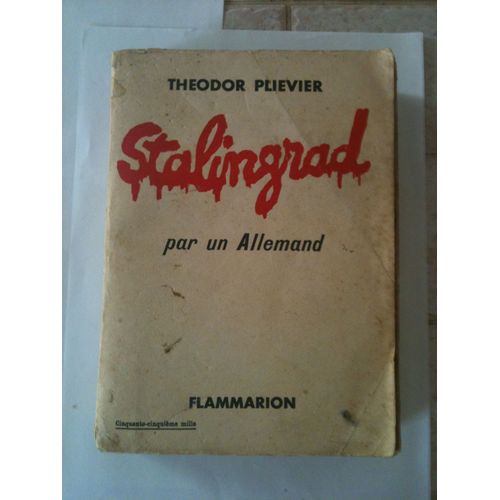 THEODOR PLIEVIER
Stalingrad
par un Allemand
FLAMMARION
Cinquante-cinquième mille